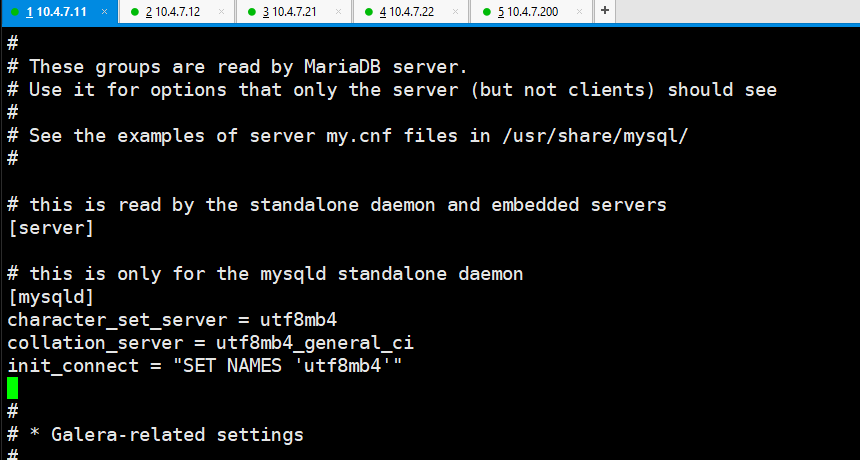 1 10.4.7.11 × 2 10.4.7.12 × 3 10.4.7.21 × 4 10.4.7.22 × 5 10.4.7.200 × +
#
# These groups are read by MariaDB server.
# Use it for options that only the server (but not clients) should see
#
# See the examples of server my.cnf files in /usr/share/mysql/
#
# this is read by the standalone daemon and embedded servers
[server]
# this is only for the mysqld standalone daemon
[mysqld]
character_set_server = utf8mb4
collation_server = utf8mb4_general_ci
init_connect = "SET NAMES 'utf8mb4'"
#
# * Galera-related settings
#